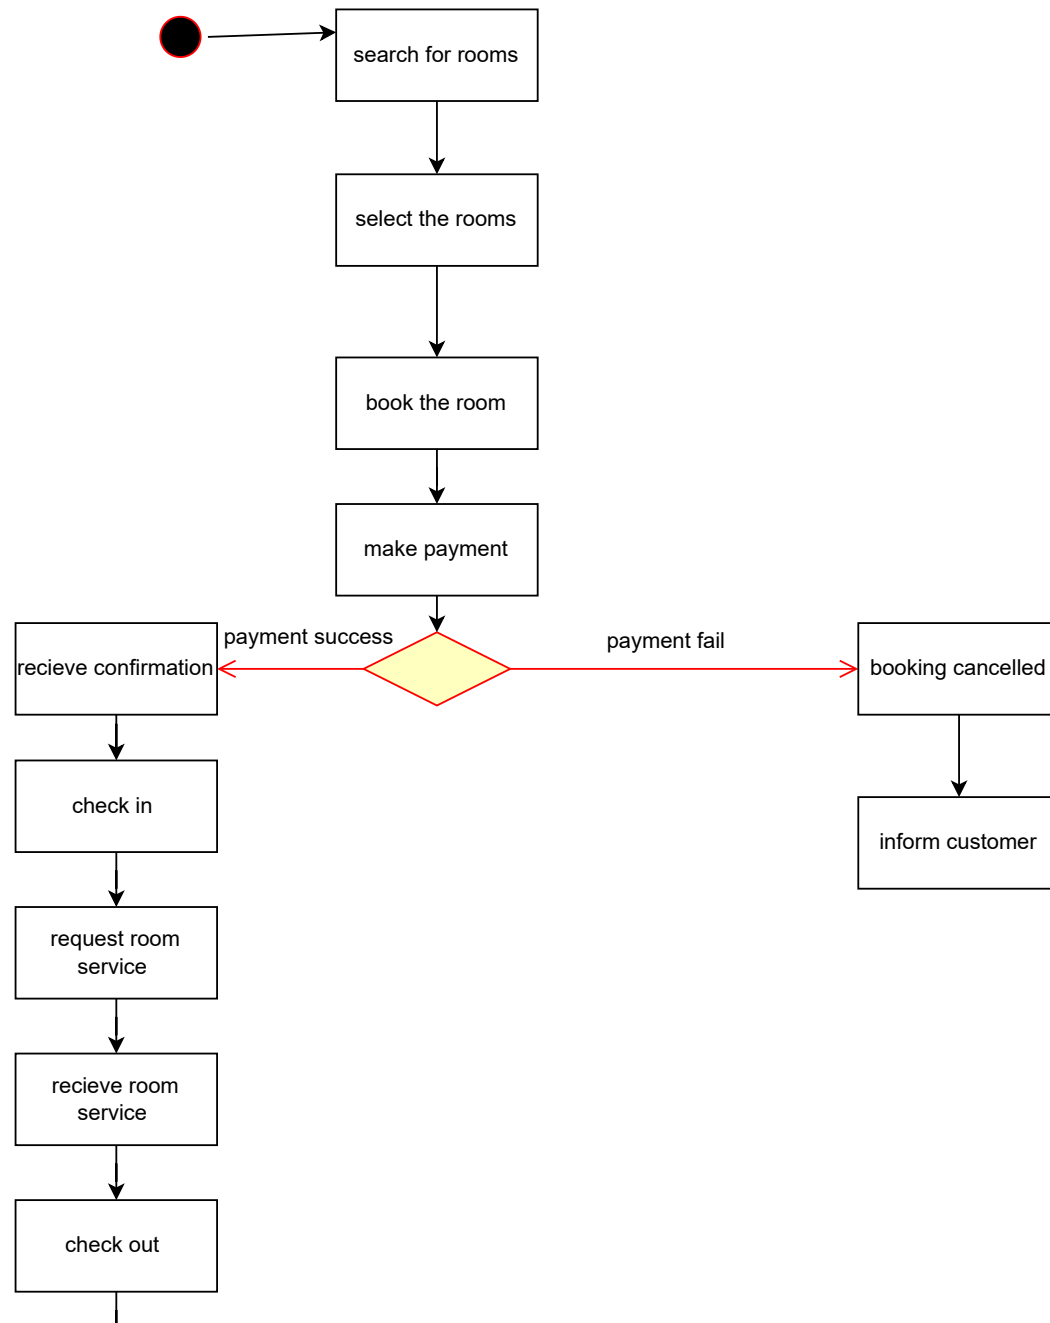 search for rooms
select the rooms
book the room
make payment
payment success
payment fail
recieve confirmation
booking cancelled
check in
inform customer
request room
service
recieve room
service
check out